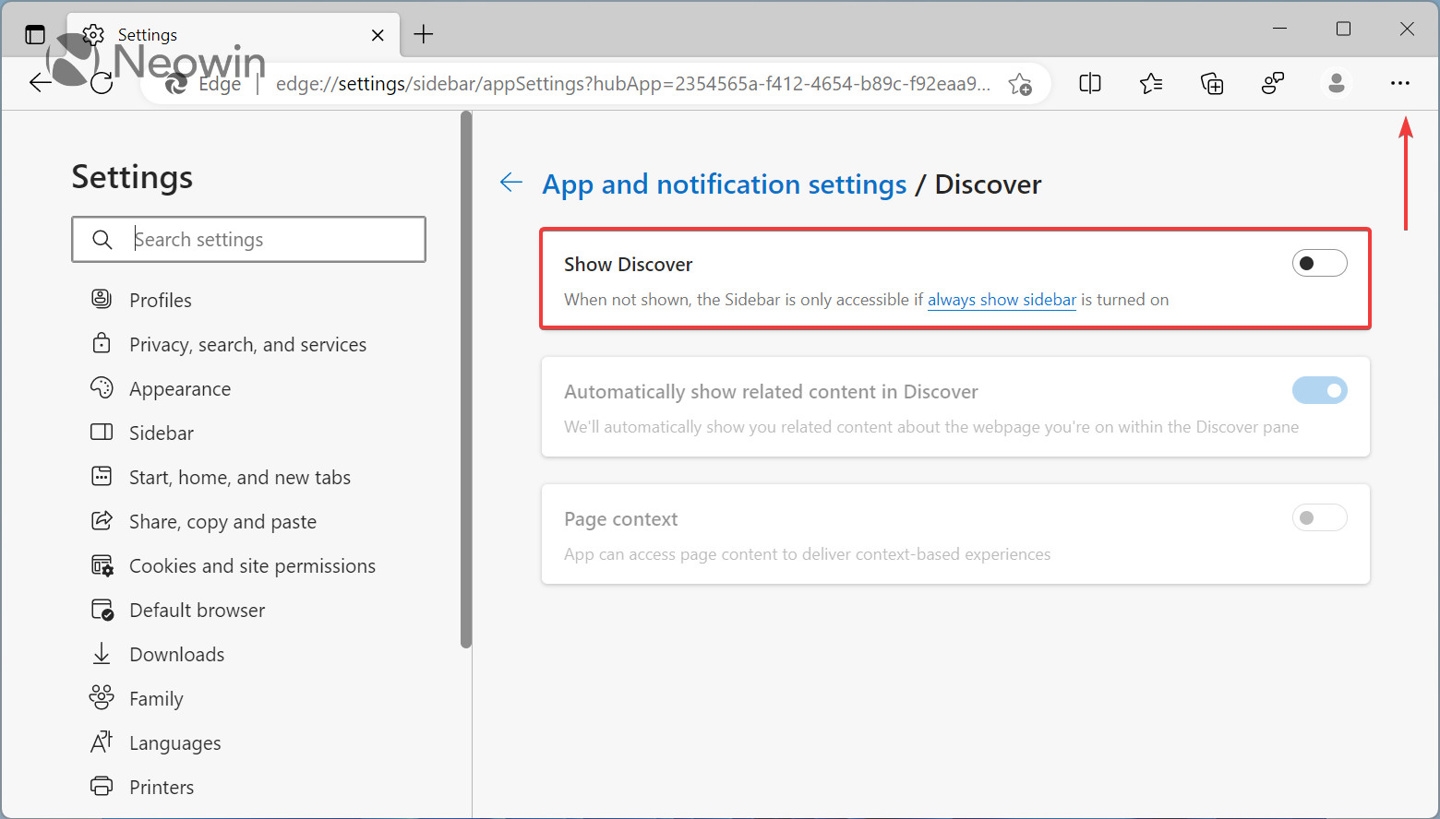 Settings
Neowin
Edge
edge://settings/sidebar/appSettings?hubApp=2354565a-f412-4654-b89c-f92eaa9...
Settings
Search settings
Profiles
Privacy, search, and services
Appearance
Sidebar
Start, home, and new tabs
Share, copy and paste
Cookies and site permissions
Default browser
Downloads
Family
Languages
Printers
App and notification settings / Discover
Show Discover
When not shown, the Sidebar is only accessible if always show sidebar is turned on
Automatically show related content in Discover
We'll automatically show you related content about the webpage you're on within the Discover pane
Page context
App can access page content to deliver context-based experiences